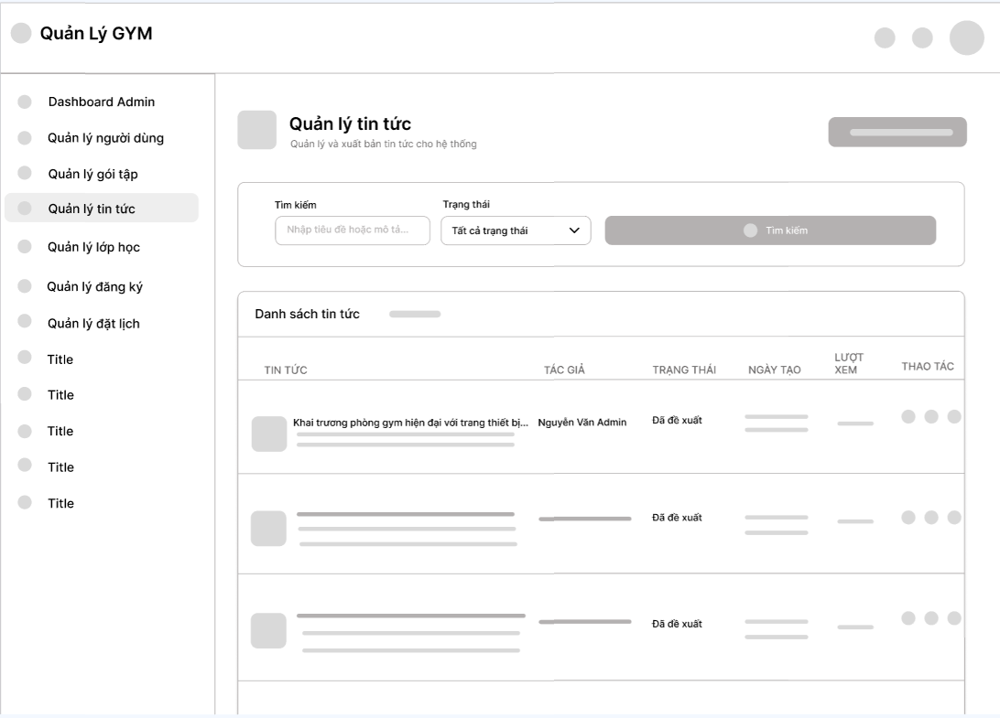 Quản Lý GYM
Dashboard Admin
Quản lý người dùng
Quản lý gói tập
Quản lý tin tức
Quản lý lớp học
Quản lý đăng ký
Quản lý đặt lịch
Title
Title
Title
Title
Title
Quản lý tin tức
Quản lý và xuất bản tin tức cho hệ thống
Tìm kiếm
Trạng thái
Nhập tiêu đề hoặc mô tả...
Tất cả trạng thái
Tìm kiếm
Danh sách tin tức
TIN TỨC
TÁC GIẢ
TRẠNG THÁI
NGÀY TẠO
LƯỢT
XEM
THAO TÁC
Khai trương phòng gym hiện đại với trang thiết bị...
Nguyễn Văn Admin
Đã đề xuất
Đã đề xuất
Đã đề xuất